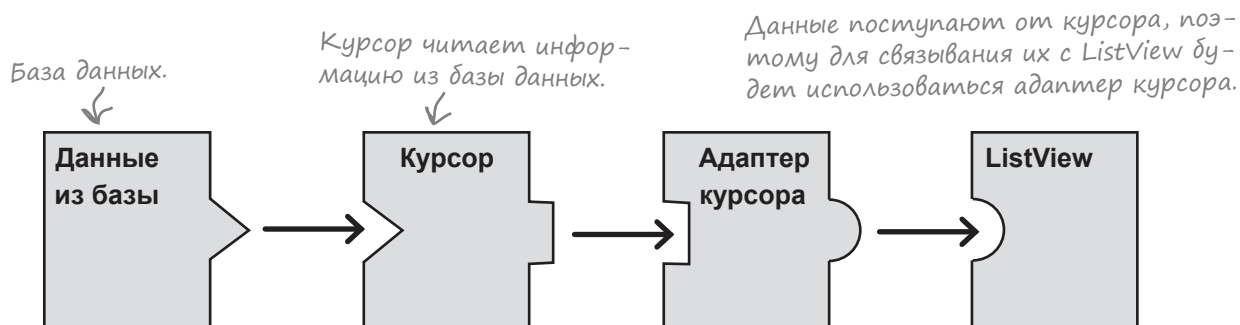 База данных.
Курсор читает инфор-
мацию из базы данных.
Данные поступают от курсора, поэ-
тому для связывания их с ListView бу-
дет использоваться адаптер курсора.
Данные
из базы
Курсор
Адаптер
курсора
ListView